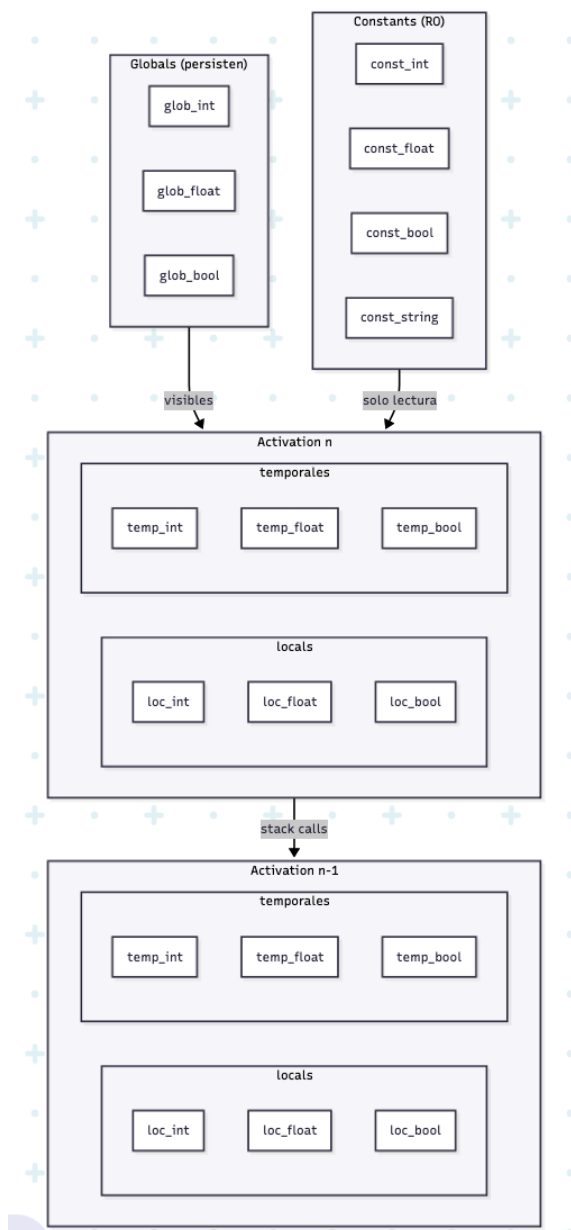 Constants (RO)
const_int
const_float
const_bool
const_string
Globals (persisten)
glob_int
glob_float
glob_bool
visibles
solo lectura
Activation n
temporales
temp_int
temp_float
temp_bool
locals
loc_int
loc_float
loc_bool
stack calls
Activation n-1
temporales
temp_int
temp_float
temp_bool
locals
loc_int
loc_float
loc_bool